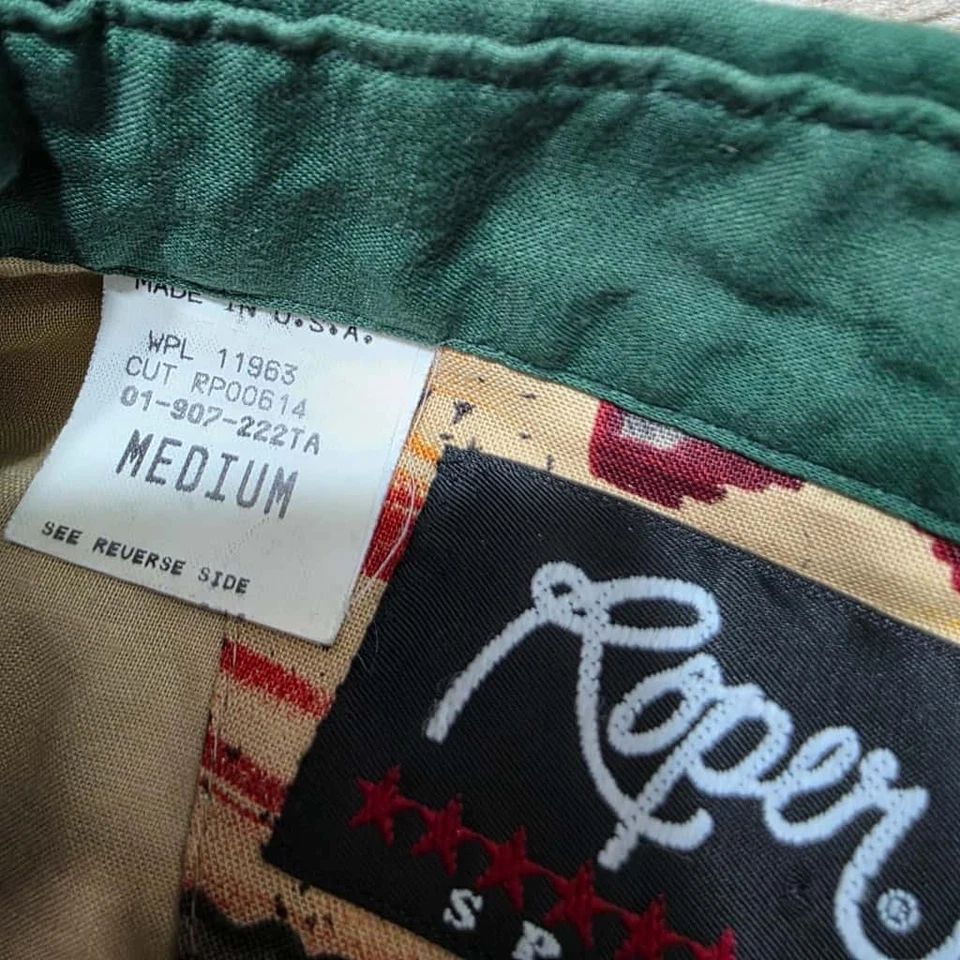 MADE IN U.S.A.
WPL 11963
CUT RP00614
01-907-222TA
MEDIUM
SEE REVERSE SIDE
Roper®
S P